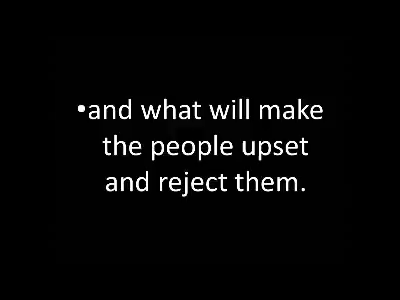 •and what will make
the people upset
and reject them.